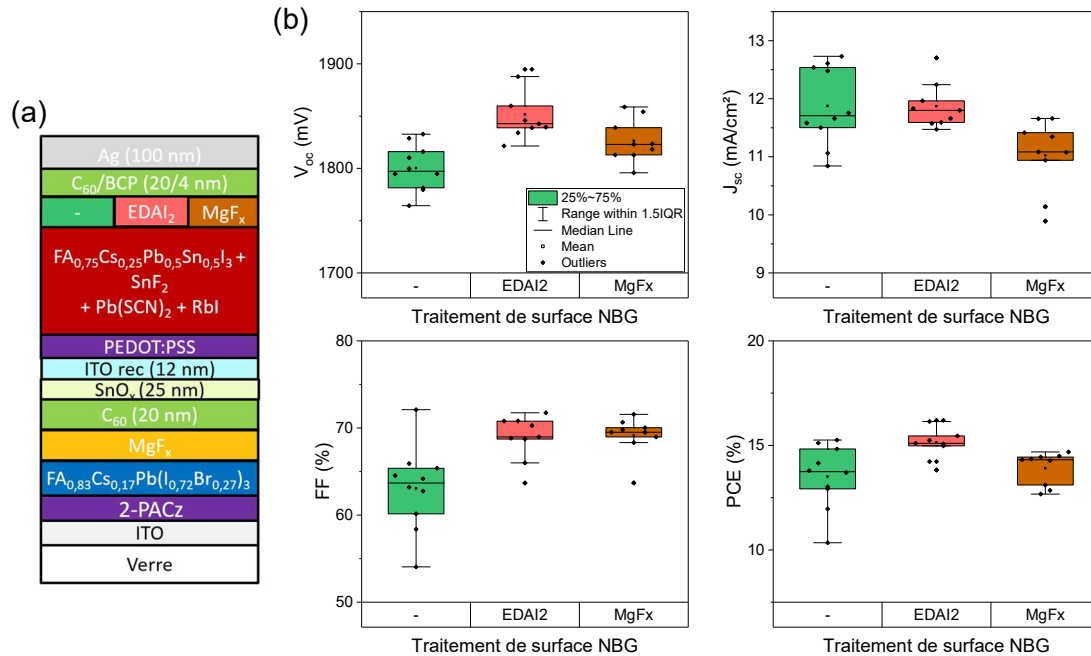 (a)
Ag (100 nm)
C₆₀/BCP (20/4 nm)
- EDAI₂ MgFₓ
FA₀,₇₅Cs₀,₂₅Pb₀,₅Sn₀,₅I₃ +
SnF₂
+ Pb(SCN)₂ + RbI
PEDOT:PSS
ITO rec (12 nm)
SnOₓ (25 nm)
C₆₀ (20 nm)
MgFₓ
FA₀,₈₃Cs₀,₁₇Pb(I₀,₇₂Br₀,₂₇)₃
2-PACz
ITO
Verre
(b)
Voc (mV)
1900
1800
1700
25%~75%
Range within 1.5IQR
Median Line
Mean
Outliers
- EDAI2 MgFx
Traitement de surface NBG
Jsc (mA/cm²)
13
12
11
10
9
- EDAI2 MgFx
Traitement de surface NBG
FF (%)
80
70
60
50
- EDAI2 MgFx
Traitement de surface NBG
PCE (%)
20
15
10
- EDAI2 MgFx
Traitement de surface NBG